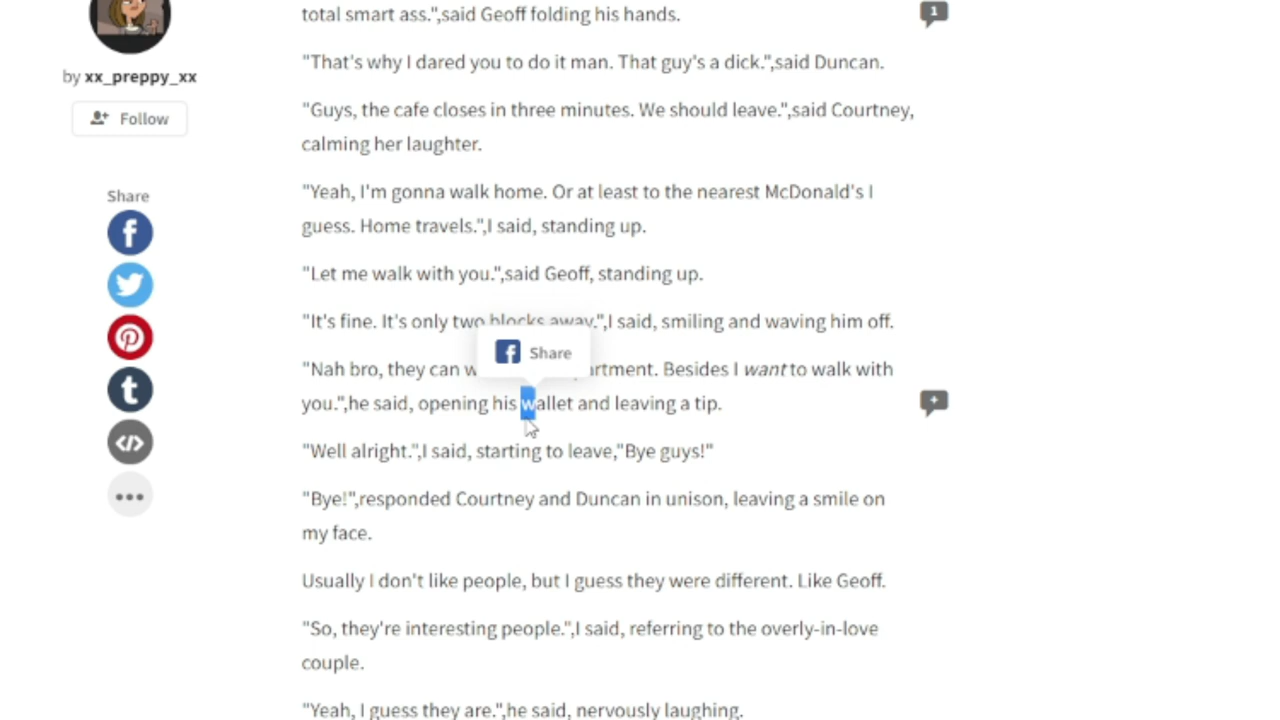 total smart ass.",said Geoff folding his hands.
1
"That's why I dared you to do it man. That guy's a dick.",said Duncan.
by xx_preppy_xx
"Guys, the cafe closes in three minutes. We should leave.",said Courtney,
Follow
calming her laughter.
"Yeah, I'm gonna walk home. Or at least to the nearest McDonald's I
Share
guess. Home travels.",I said, standing up.
"Let me walk with you.",said Geoff, standing up.
"It's fine. It's only two blocks away.",I said, smiling and waving him off.
Share
"Nah bro, they can Besides I want to walk with
you.",he said, opening his wallet and leaving a tip.
"Well alright.",I said, starting to leave,"Bye guys!"
"Bye!",responded Courtney and Duncan in unison, leaving a smile on
my face.
Usually I don't like people, but I guess they were different. Like Geoff.
"So, they're interesting people.",I said, referring to the overly-in-love
couple.
"Yeah, I guess they are.",he said, nervously laughing.